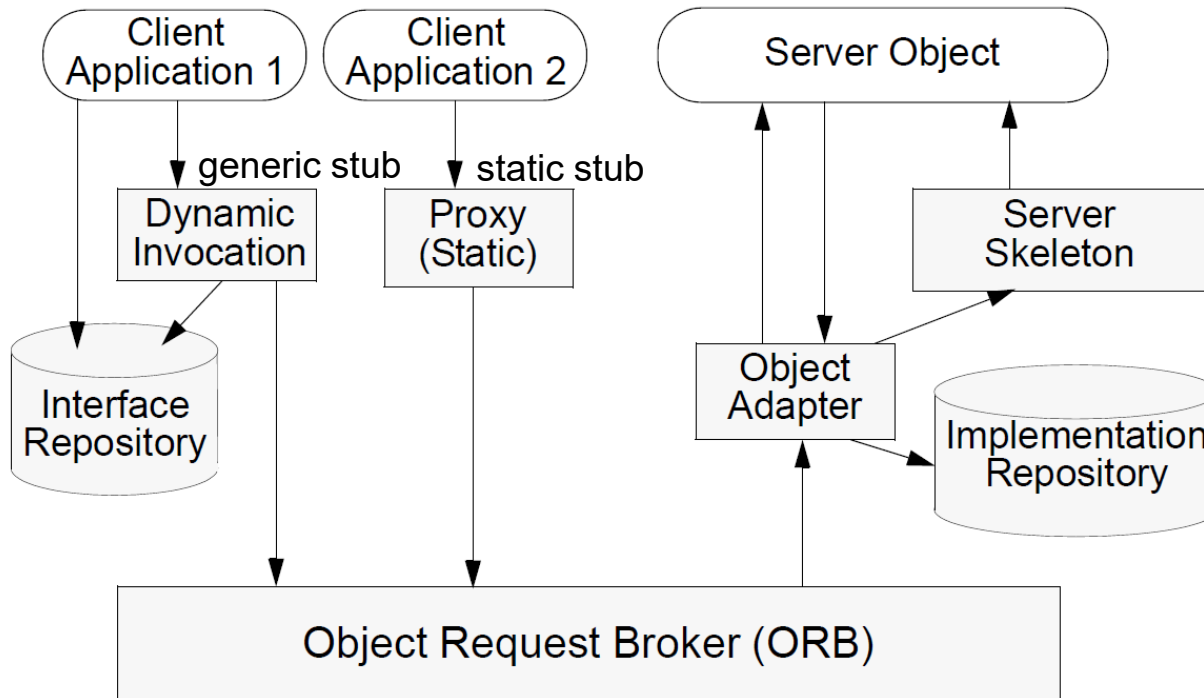 Client
Application 1
Client
Application 2
Server Object
generic stub
static stub
Dynamic
Invocation
Proxy
(Static)
Server
Skeleton
Interface
Repository
Object
Adapter
Implementation
Repository
Object Request Broker (ORB)